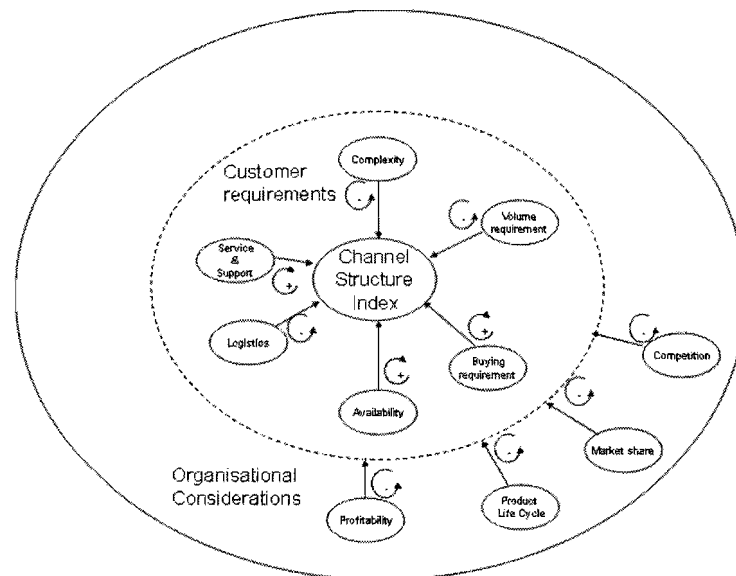 Complexity
Customer
requirements
-
Volume
requirement
-
Service
&
Support
+
Channel
Structure
Index
Logistics
-
Buying
requirement
+
Competition
-
Availability
+
Market share
-
Organisational
Considerations
Profitability
-
Product
Life Cycle
-